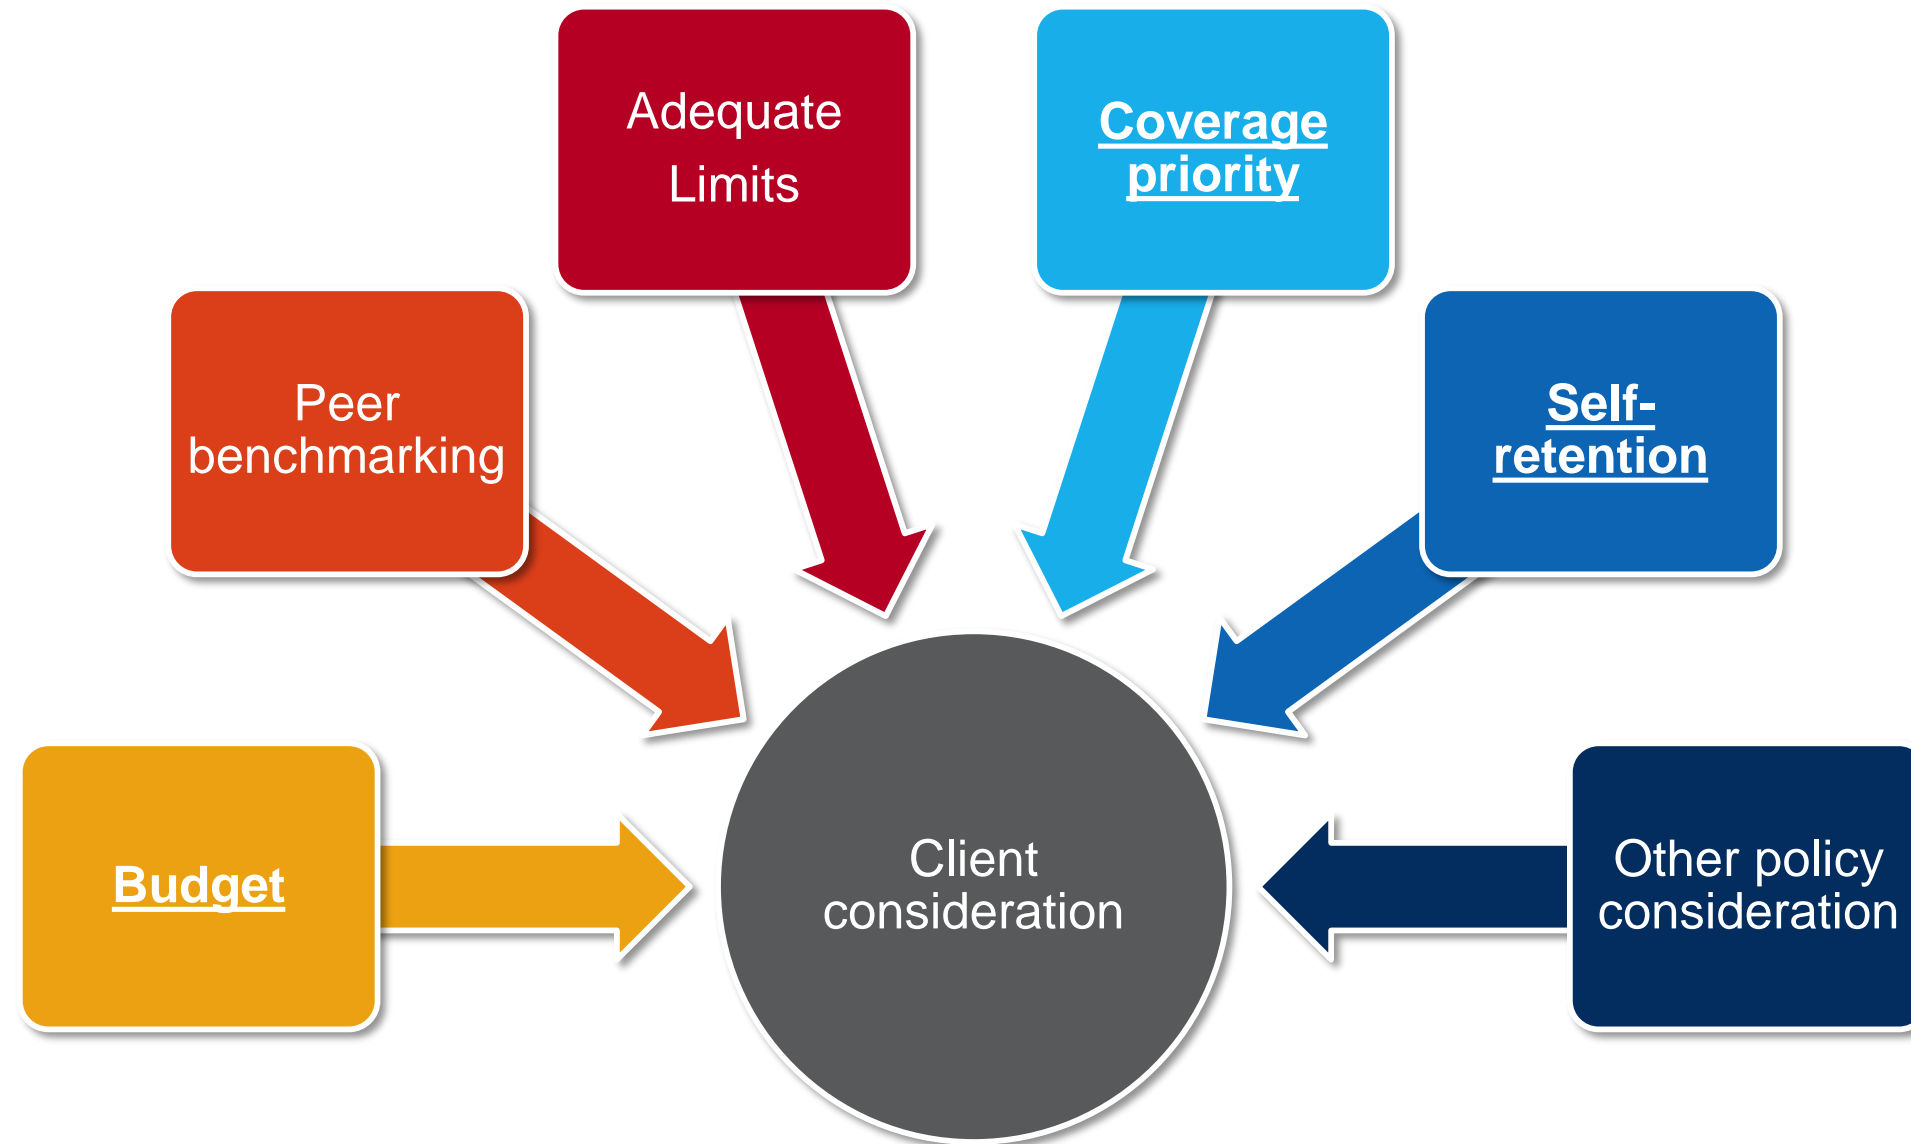 Adequate
Limits
Coverage
priority
Peer
benchmarking
Self-
retention
Budget
Client
consideration
Other policy
consideration